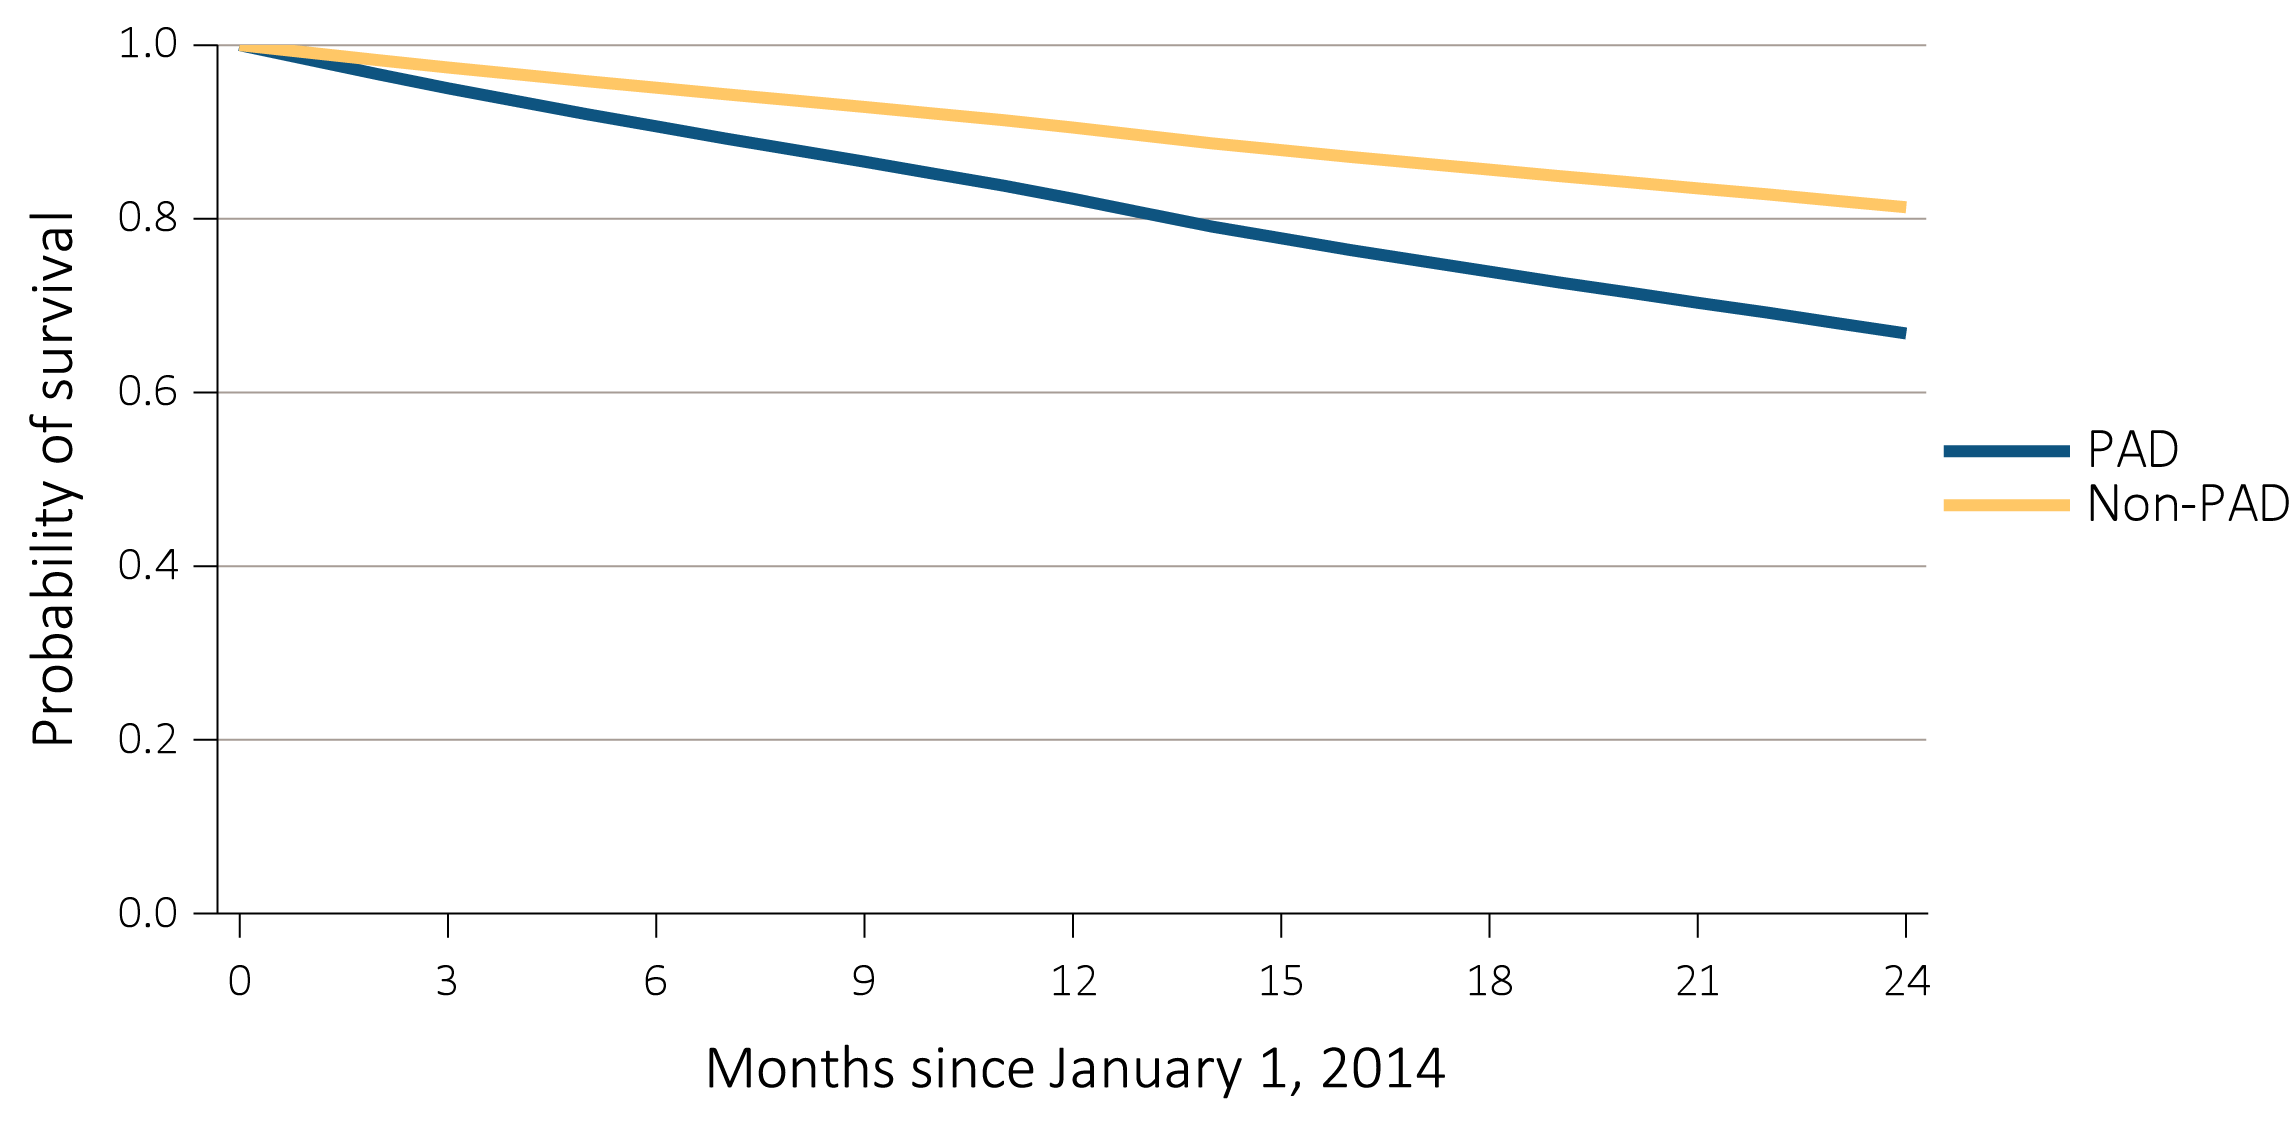 Probability of survival
1.0
0.8
0.6
0.4
0.2
0.0
0 3 6 9 12 15 18 21 24
Months since January 1, 2014
PAD
Non-PAD